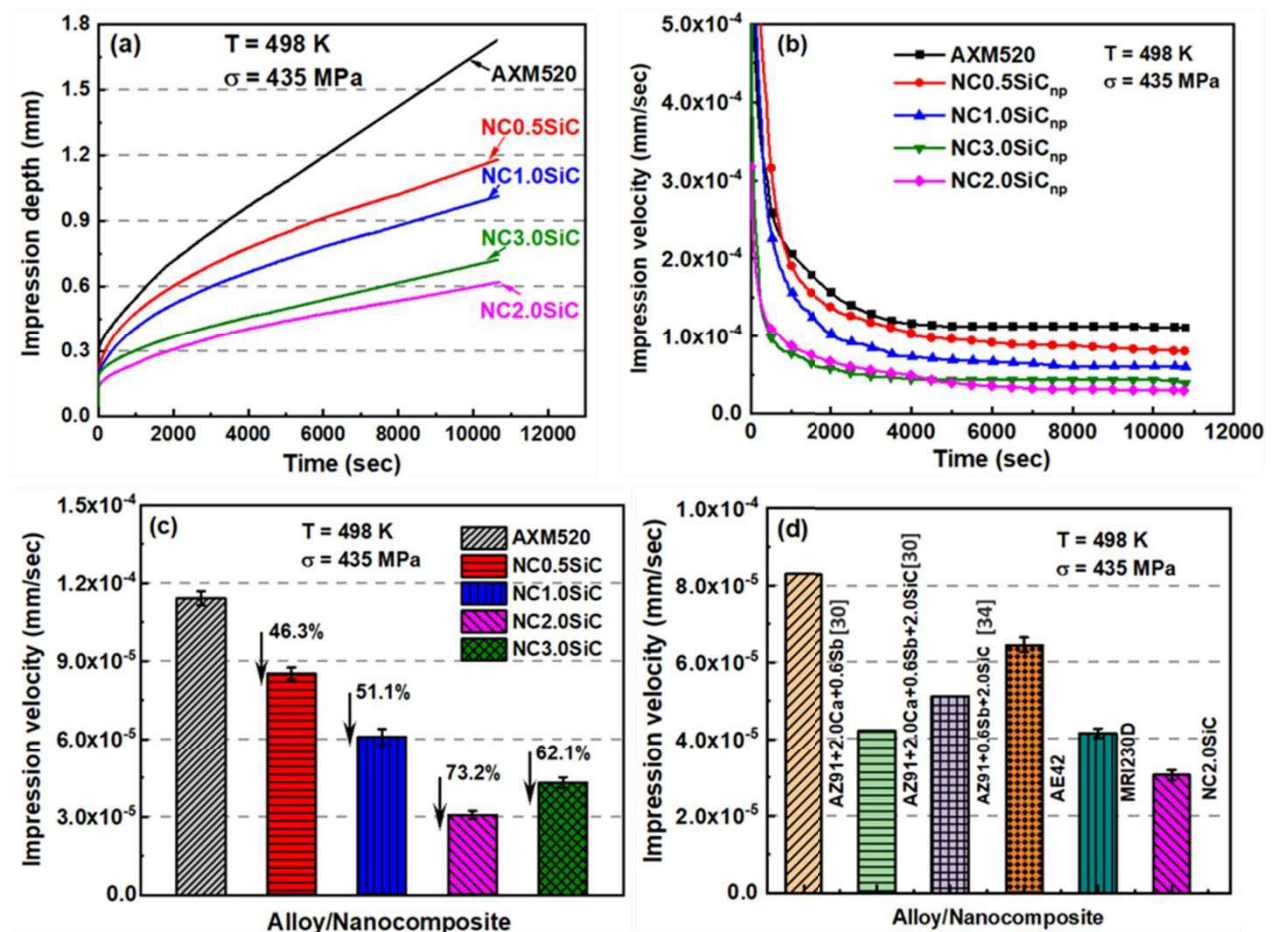 (a)
T = 498 K
σ = 435 MPa
AXM520
NC0.5SiC
NC1.0SiC
NC3.0SiC
NC2.0SiC
Impression depth (mm)
1.8
1.5
1.2
0.9
0.6
0.3
0.0
0 2000 4000 6000 8000 10000 12000
Time (sec)
(b)
AXM520
NC0.5SiCnp
NC1.0SiCnp
NC3.0SiCnp
NC2.0SiCnp
T = 498 K
σ = 435 MPa
Impression velocity (mm/sec)
5.0x10⁻⁴
4.0x10⁻⁴
3.0x10⁻⁴
2.0x10⁻⁴
1.0x10⁻⁴
0.0
0 2000 4000 6000 8000 10000 12000
Time (sec)
(c)
T = 498 K
σ = 435 MPa
AXM520
NC0.5SiC
NC1.0SiC
NC2.0SiC
NC3.0SiC
46.3%
51.1%
73.2%
62.1%
Impression velocity (mm/sec)
1.5x10⁻⁴
1.2x10⁻⁴
9.0x10⁻⁵
6.0x10⁻⁵
3.0x10⁻⁵
0.0
Alloy/Nanocomposite
(d)
T = 498 K
σ = 435 MPa
AZ91+2.0Ca+0.6Sb [30]
AZ91+2.0Ca+0.6Sb+2.0SiC[30]
AZ91+0.6Sb+2.0SiC [34]
AE42
MRI230D
NC2.0SiC
Impression velocity (mm/sec)
1.0x10⁻⁴
8.0x10⁻⁵
6.0x10⁻⁵
4.0x10⁻⁵
2.0x10⁻⁵
0.0
Alloy/Nanocomposite